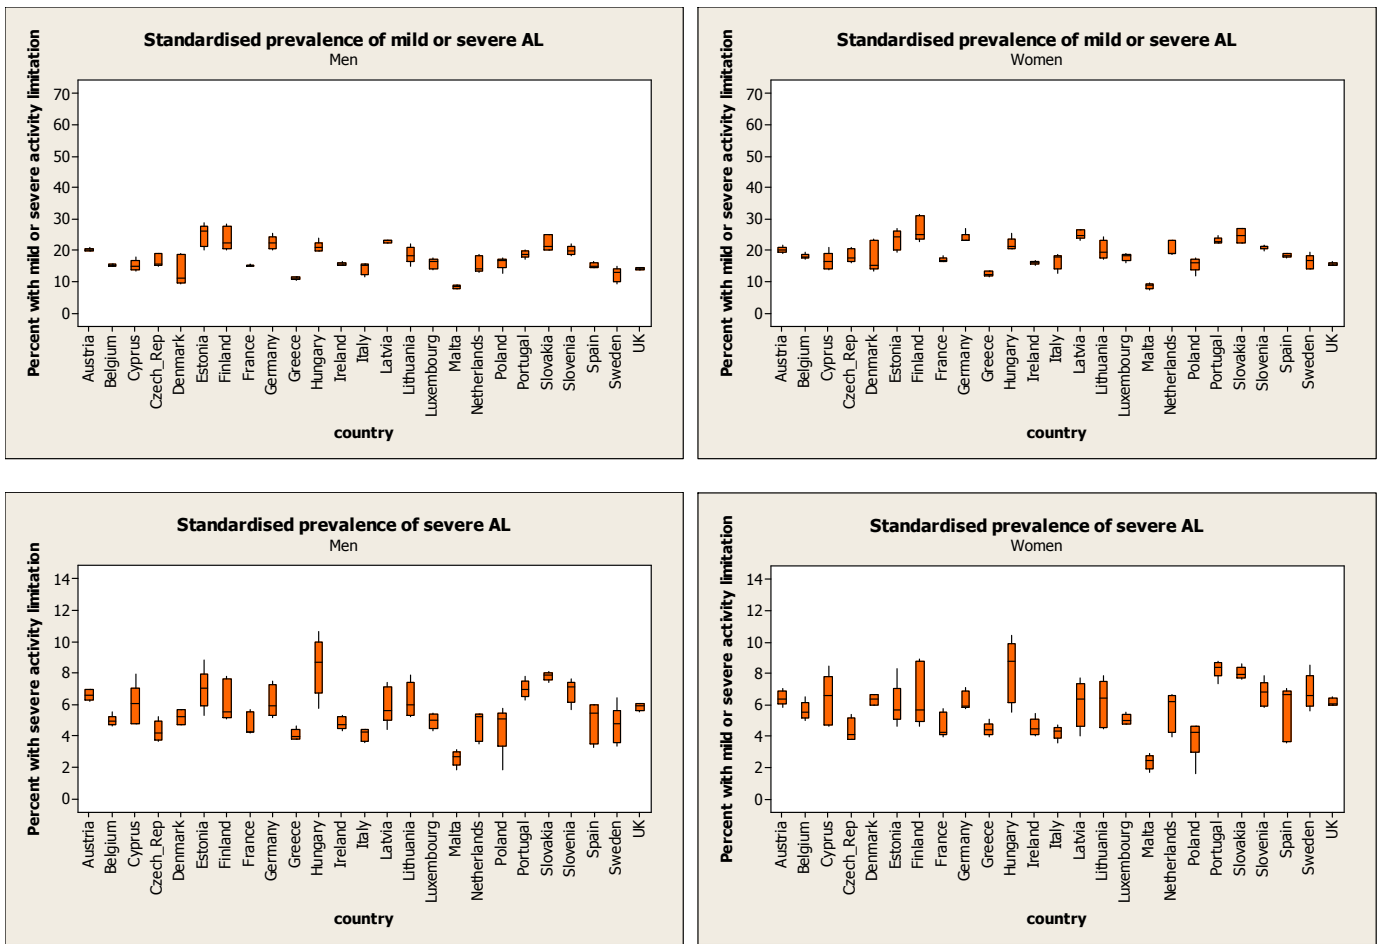 Standardised prevalence of mild or severe AL
Men
Percent with mild or severe activity limitation
70
60
50
40
30
20
10
0
Austria
Belgium
Cyprus
Czech_Rep
Denmark
Estonia
Finland
France
Germany
Greece
Hungary
Ireland
Italy
Latvia
Lithuania
Luxembourg
Malta
Netherlands
Poland
Portugal
Slovakia
Slovenia
Spain
Sweden
UK
country
Standardised prevalence of mild or severe AL
Women
Percent with mild or severe activity limitation
70
60
50
40
30
20
10
0
Austria
Belgium
Cyprus
Czech_Rep
Denmark
Estonia
Finland
France
Germany
Greece
Hungary
Ireland
Italy
Latvia
Lithuania
Luxembourg
Malta
Netherlands
Poland
Portugal
Slovakia
Slovenia
Spain
Sweden
UK
country
Standardised prevalence of severe AL
Men
Percent with severe activity limitation
14
12
10
8
6
4
2
0
Austria
Belgium
Cyprus
Czech_Rep
Denmark
Estonia
Finland
France
Germany
Greece
Hungary
Ireland
Italy
Latvia
Lithuania
Luxembourg
Malta
Netherlands
Poland
Portugal
Slovakia
Slovenia
Spain
Sweden
UK
country
Standardised prevalence of severe AL
Women
Percent with mild or severe activity limitation
14
12
10
8
6
4
2
0
Austria
Belgium
Cyprus
Czech_Rep
Denmark
Estonia
Finland
France
Germany
Greece
Hungary
Ireland
Italy
Latvia
Lithuania
Luxembourg
Malta
Netherlands
Poland
Portugal
Slovakia
Slovenia
Spain
Sweden
UK
country